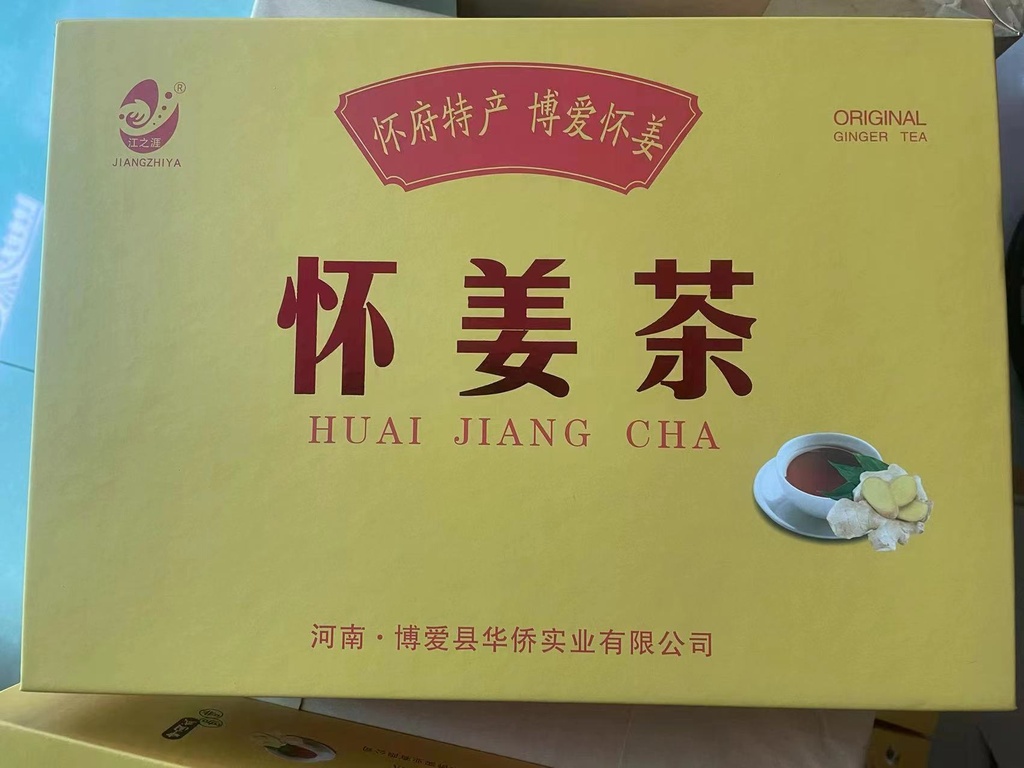 怀府特产 博爱怀姜
®
江之涯
JIANGZHIYA
ORIGINAL
GINGER TEA
怀姜茶
HUAI JIANG CHA
河南·博爱县华侨实业有限公司